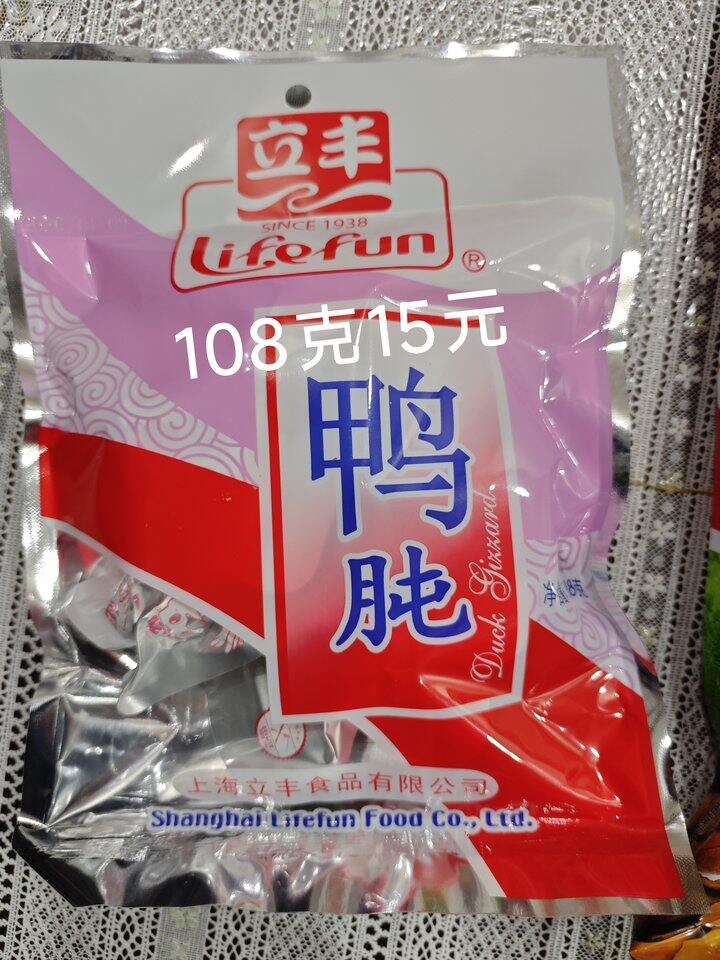 立丰
SINCE 1938
Lifefun®
108克15元
鸭
肫
Duck Gizzard
上海立丰食品有限公司
Shanghai Lifefun Food Co., Ltd.